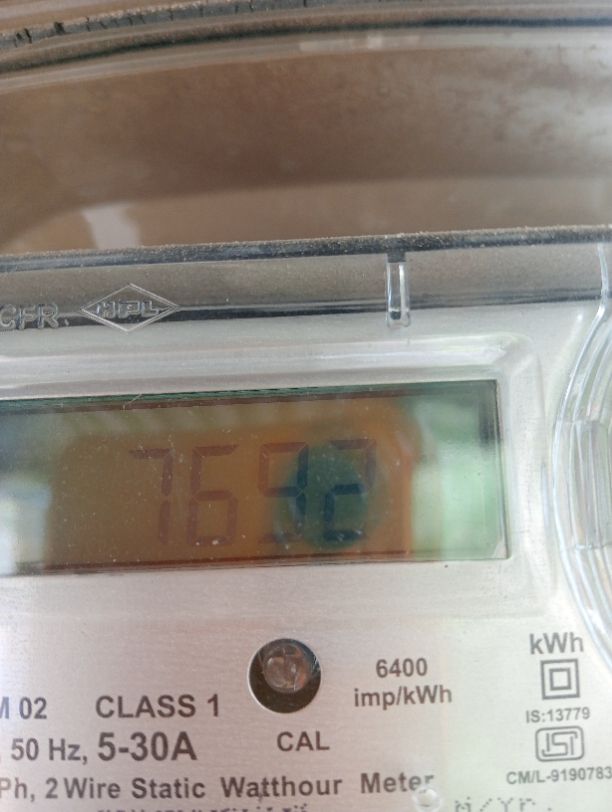 CFR HPL
7692
kWh
6400
imp/kWh
IS:13779
M 02 CLASS 1
CAL
, 50 Hz, 5-30A
CM/L-9190783
Ph, 2 Wire Static Watthour Meter